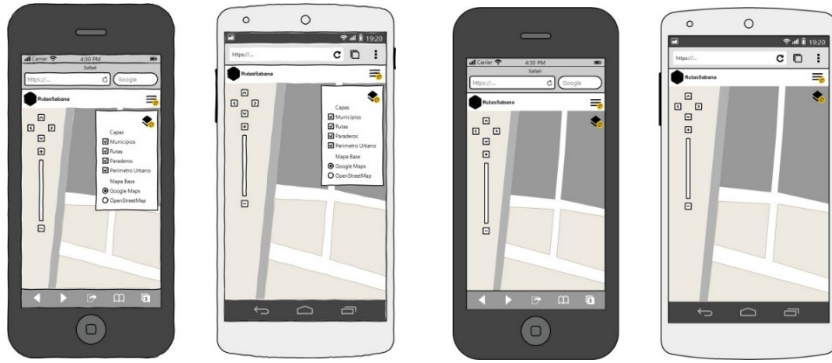 Carrier 4:30 PM
Safari
https://... Google
RutasSabana
Capas
Municipios
Rutas
Paraderos
Perimetro Urbano
Mapa Base
Google Maps
OpenStreetMap
19:20
https://...
RutasSabana
Capas
Municipios
Rutas
Paraderos
Perimetro Urbano
Mapa Base
Google Maps
OpenStreetMap
Carrier 4:30 PM
Safari
https://... Google
RutasSabana
19:20
https://...
RutasSabana